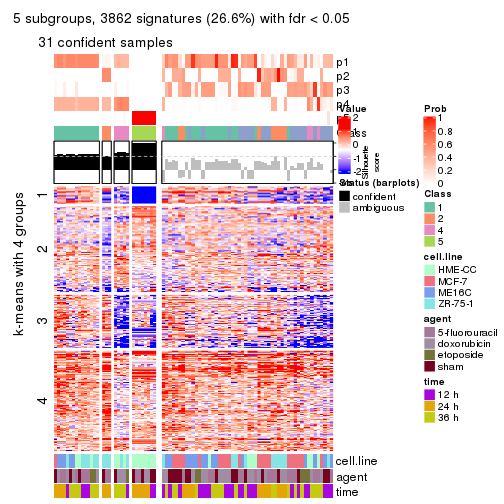 5 subgroups, 3862 signatures (26.6%) with fdr < 0.05
31 confident samples
p1
p2
p3
p4
Class
Silhouette
score
k-means with 4 groups
1
2
3
4
cell.line
agent
time
Value
2
1
0
-1
-2
Status (barplots)
confident
ambiguous
Prob
1
0.8
0.6
0.4
0.2
0
Class
1
2
4
5
cell.line
HME-CC
MCF-7
ME16C
ZR-75-1
agent
5-fluorouracil
doxorubicin
etoposide
sham
time
12 h
24 h
36 h